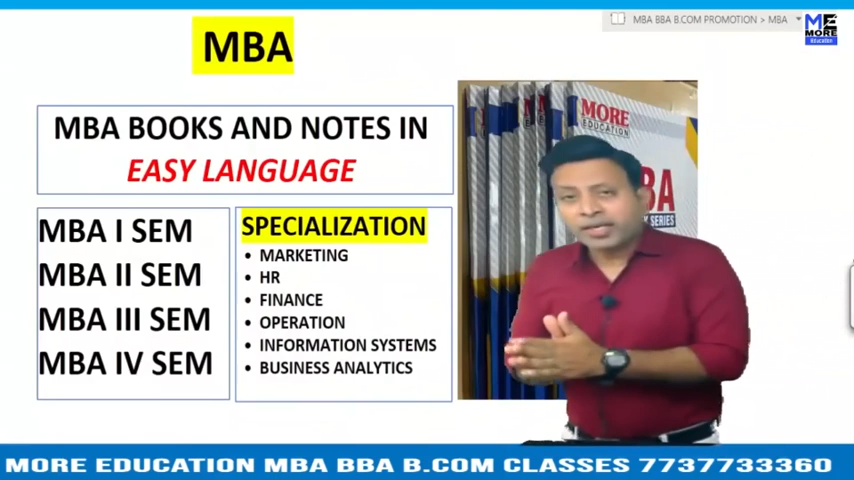 MBA BBA B.COM PROMOTION > MBA
ME
MORE
Education
MBA
MBA BOOKS AND NOTES IN
EASY LANGUAGE
MBA I SEM
MBA II SEM
MBA III SEM
MBA IV SEM
SPECIALIZATION
• MARKETING
• HR
• FINANCE
• OPERATION
• INFORMATION SYSTEMS
• BUSINESS ANALYTICS
MORE
EDUCATION
BA
SERIES
MORE EDUCATION MBA BBA B.COM CLASSES 7737733360